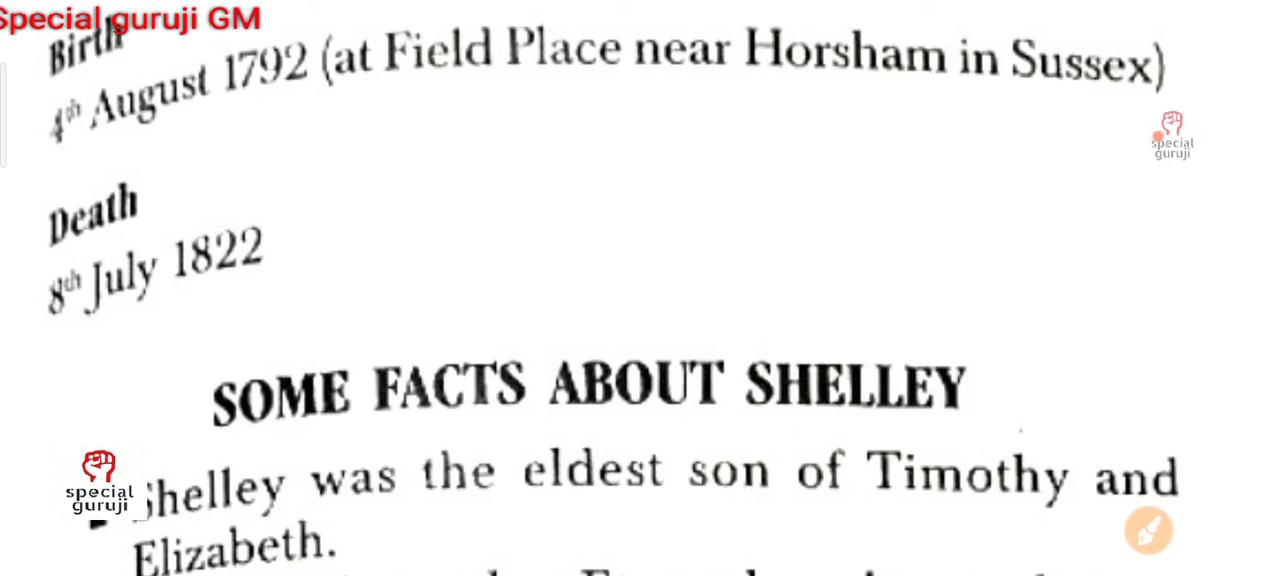 Special guruji GM
Birth
4th August 1792 (at Field Place near Horsham in Sussex)
special
guruji
Death
8th July 1822
SOME FACTS ABOUT SHELLEY
special
guruji
Shelley was the eldest son of Timothy and
Elizabeth.